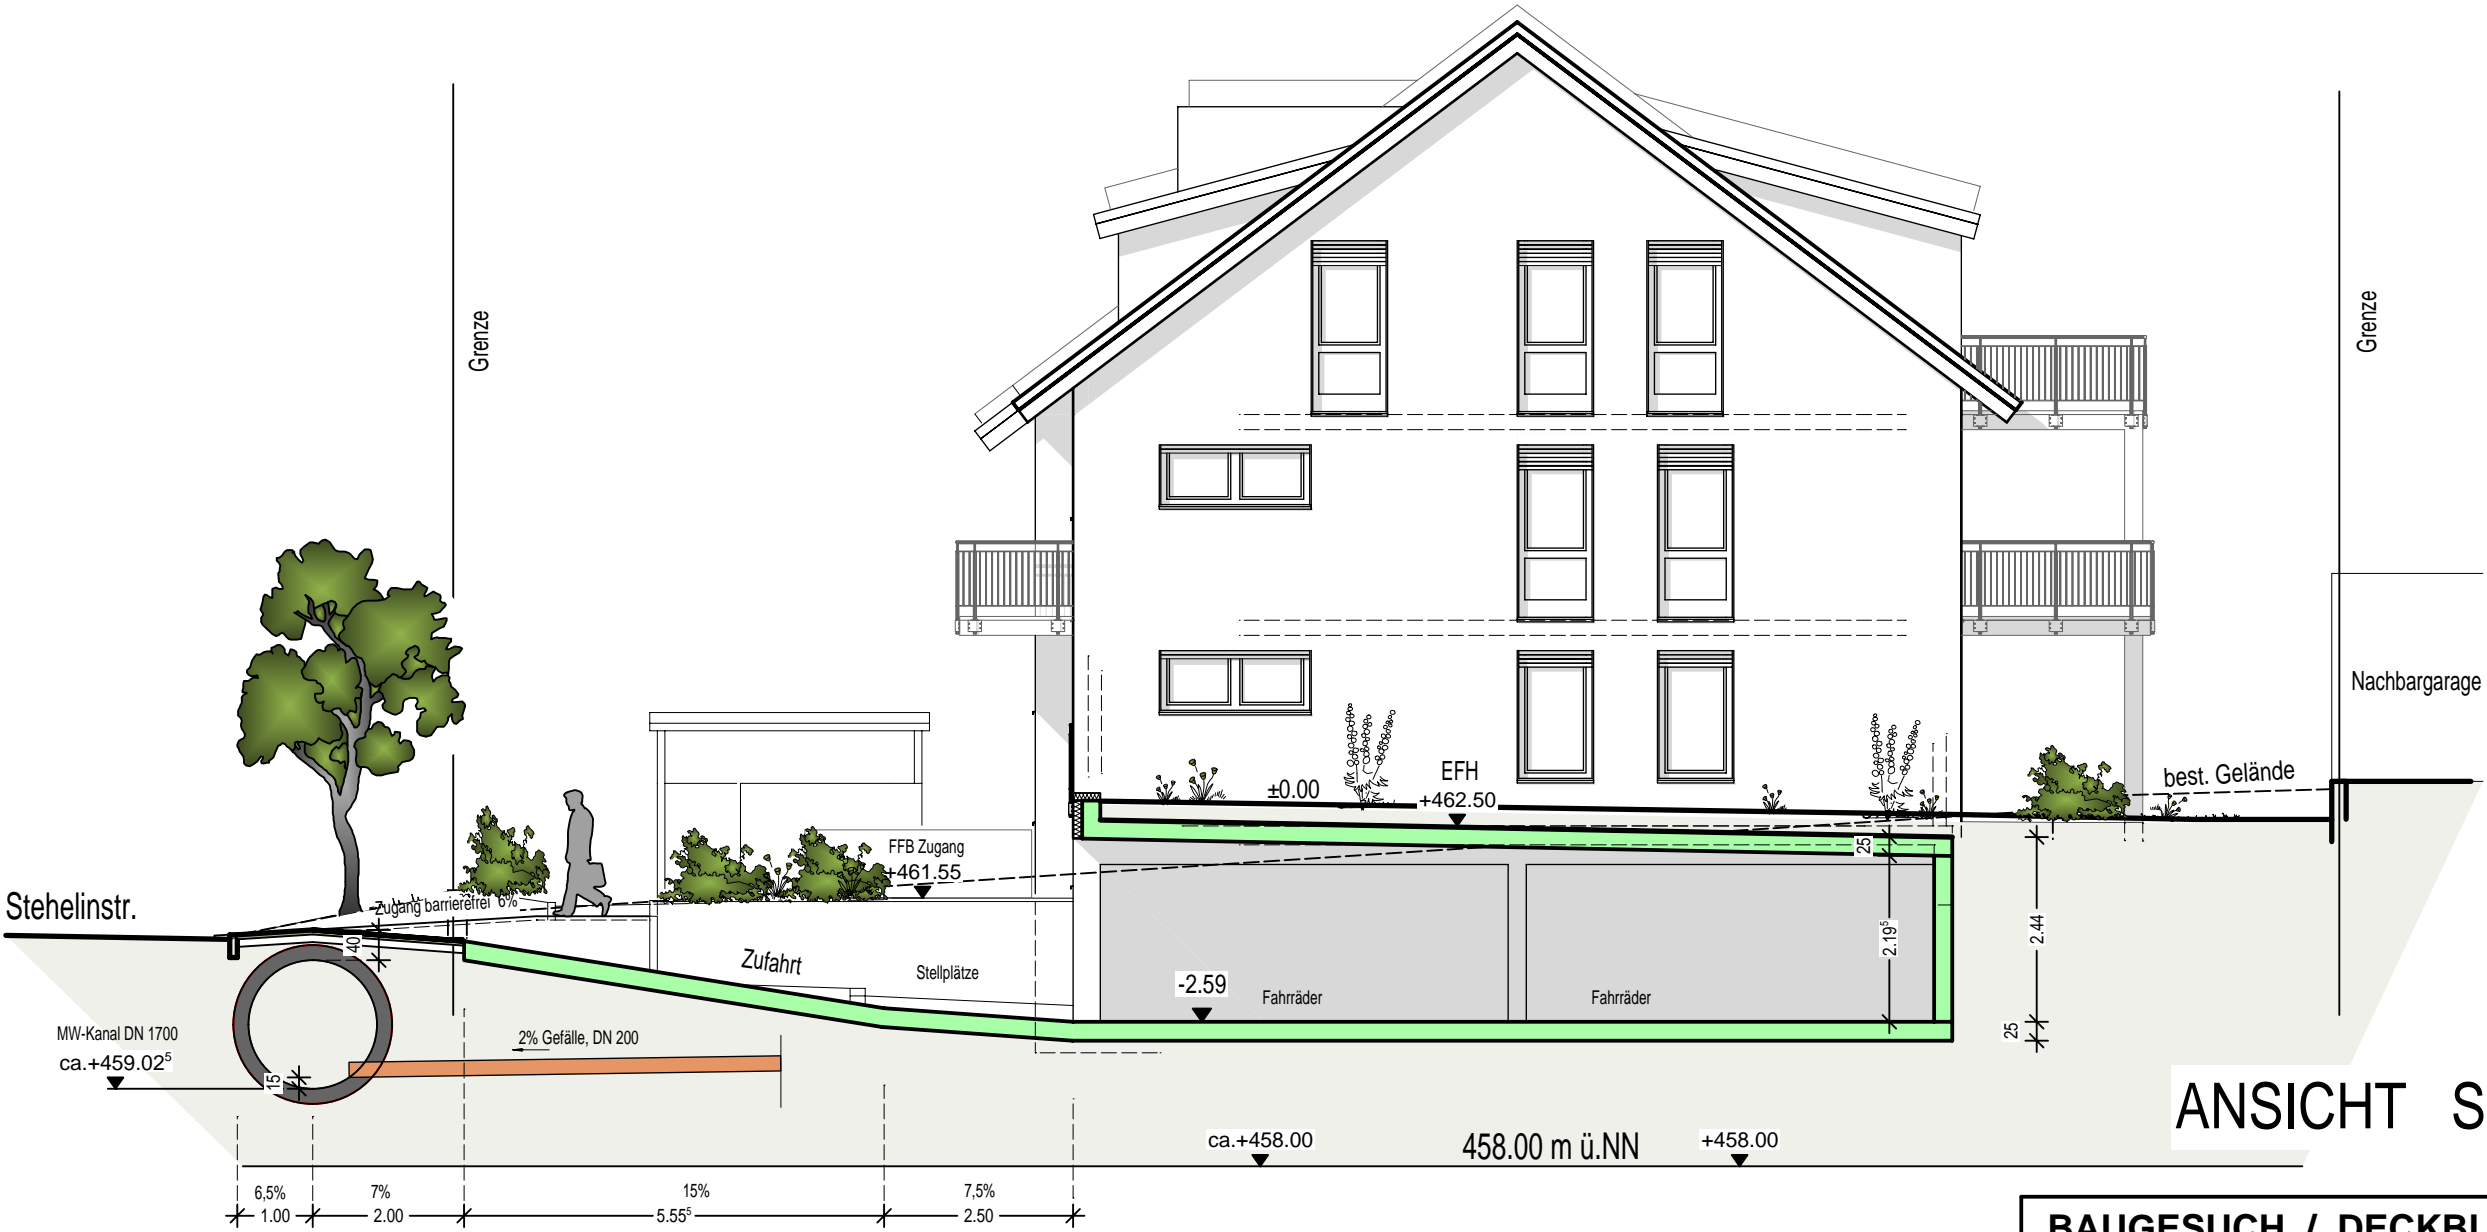 Grenze
Grenze
Nachbargarage
best. Gelände
±0.00
EFH
+462.50
FFB Zugang
+461.55
Stehelinstr.
Zugang barrierefrei 6%
40
25
2.19⁵
2.44
25
Zufahrt
Stellplätze
-2.59
Fahrräder
Fahrräder
MW-Kanal DN 1700
ca.+459.02⁵
15
2% Gefälle, DN 200
ANSICHT S
ca.+458.00
458.00 m ü.NN
+458.00
6,5%
7%
15%
7,5%
1.00
2.00
5.55⁵
2.50
BAUGESUCH / DECKBL